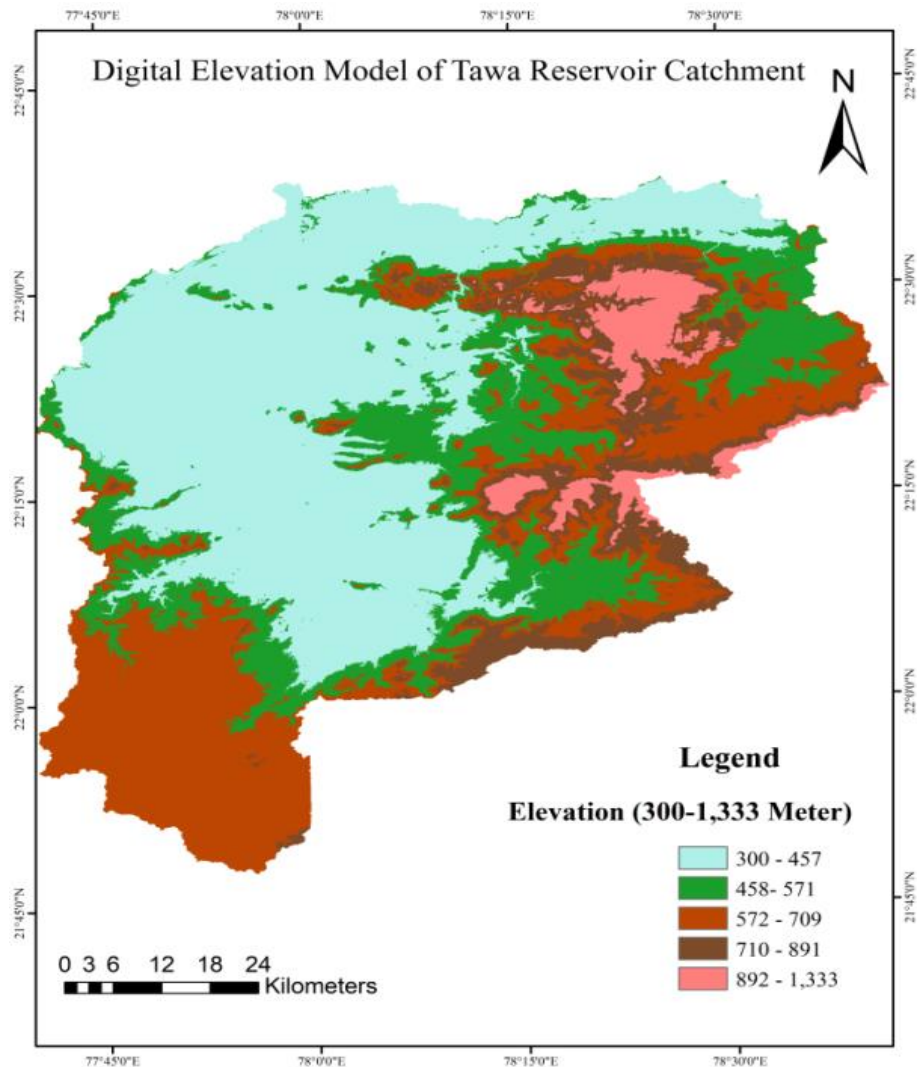 77°45'0"E 78°0'0"E 78°15'0"E 78°30'0"E
Digital Elevation Model of Tawa Reservoir Catchment
N
22°45'0"N 22°45'0"N
22°30'0"N 22°30'0"N
22°15'0"N 22°15'0"N
22°0'0"N 22°0'0"N
Legend
Elevation (300-1,333 Meter)
300 - 457
458- 571
572 - 709
710 - 891
892 - 1,333
21°45'0"N 21°45'0"N
0 3 6 12 18 24
Kilometers
77°45'0"E 78°0'0"E 78°15'0"E 78°30'0"E